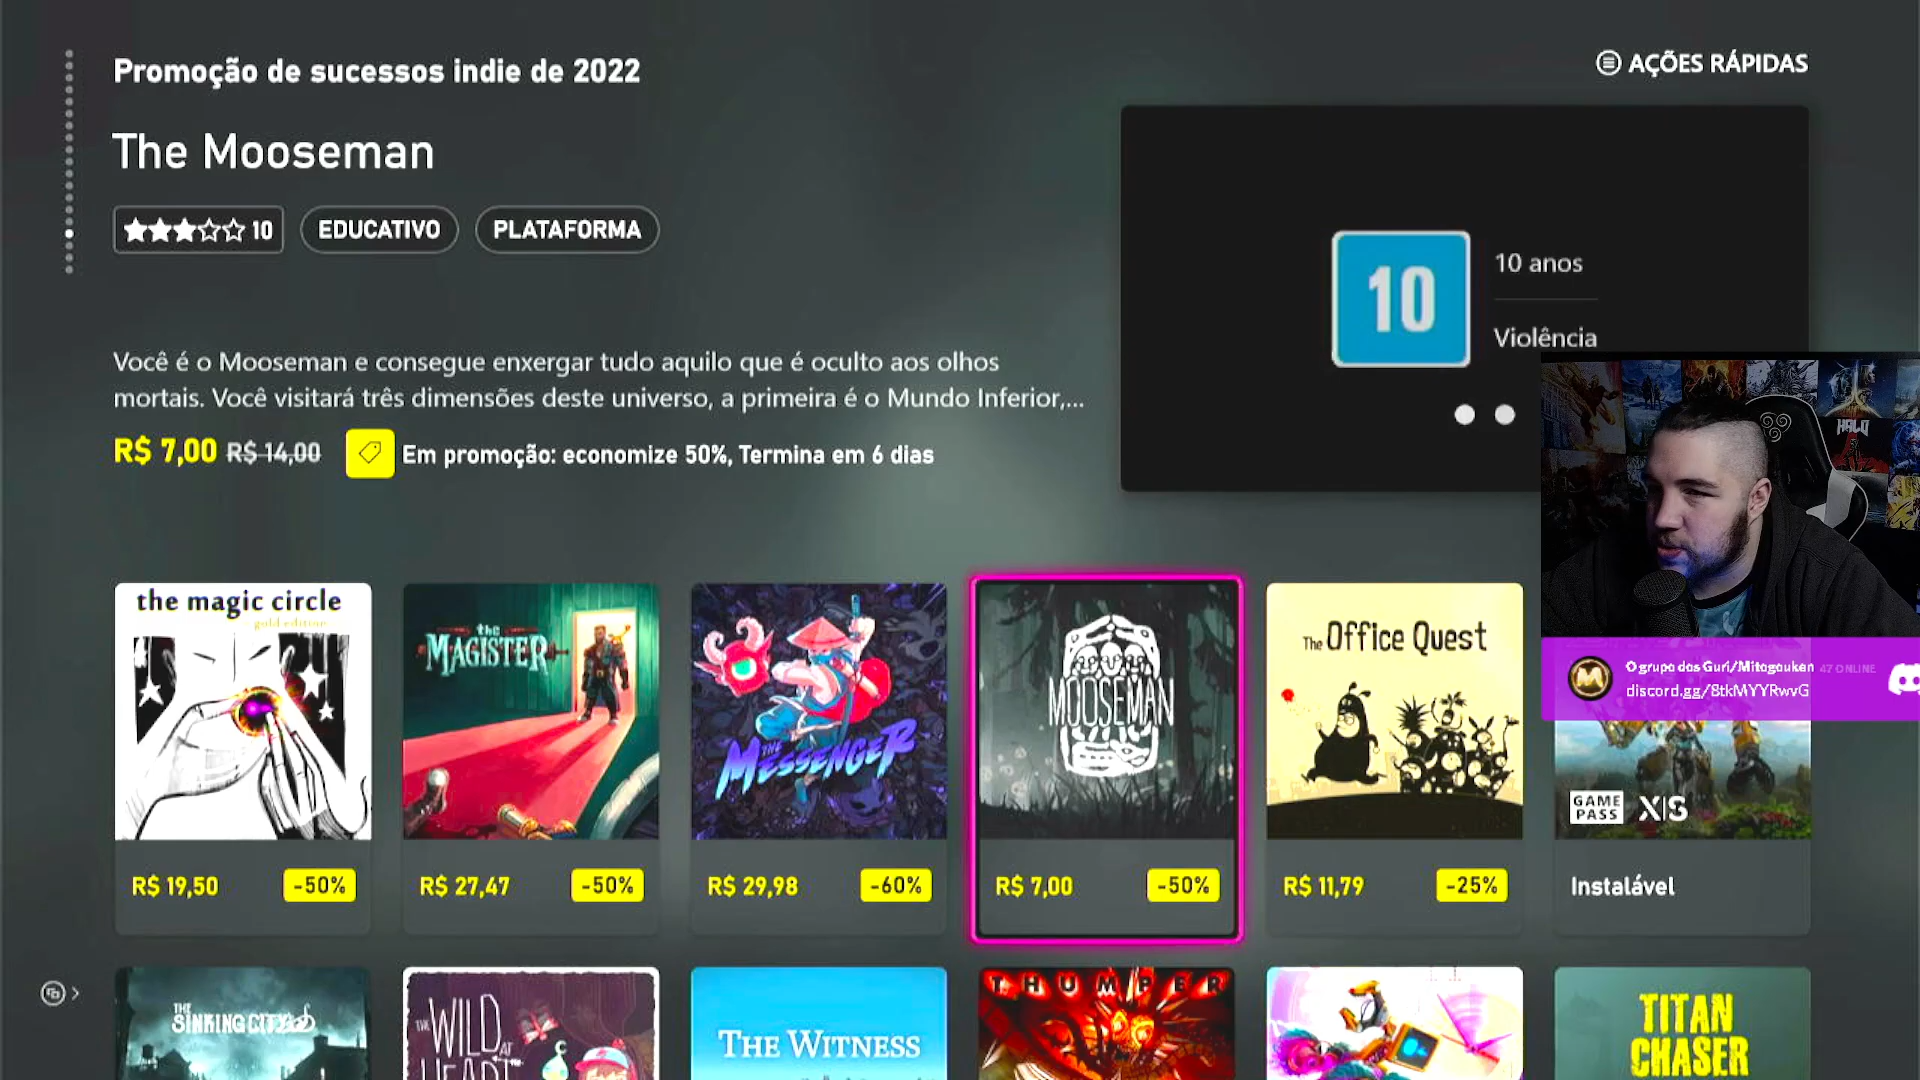 Promoção de sucessos indie de 2022
AÇÕES RÁPIDAS
The Mooseman
10
EDUCATIVO
PLATAFORMA
10
10 anos
Violência
Você é o Mooseman e consegue enxergar tudo aquilo que é oculto aos olhos
mortais. Você visitará três dimensões deste universo, a primeira é o Mundo Inferior,...
R$ 7,00 R$ 14,00
Em promoção: economize 50%, Termina em 6 dias
HALO
the magic circle
gold edition
the MAGISTER
THE MESSENGER
MOOSEMAN
The Office Quest
O grupo dos Guri/Mitogouken 47 ONLINE
discord.gg/8tkMYYRwvG
GAME PASS X|S
R$ 19,50 -50%
R$ 27,47 -50%
R$ 29,98 -60%
R$ 7,00 -50%
R$ 11,79 -25%
Instalável
THE SINKING CITY
THE WILD AT HEART
THE WITNESS
THUMPER
TITAN CHASER